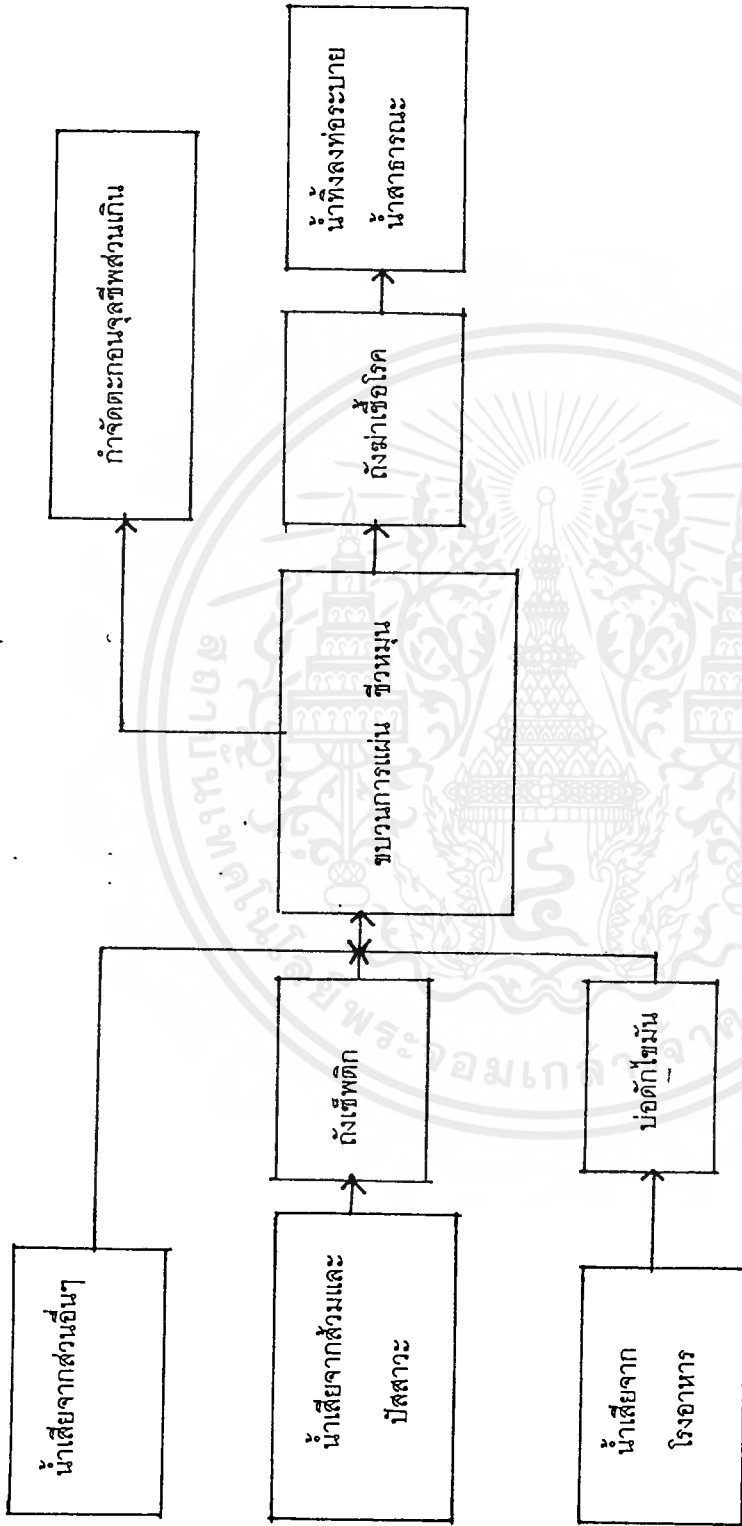 น้ำเสียจากส่วนอื่นๆ
น้ำเสียจากส้วมและ
ปัสสาวะ
น้ำเสียจาก
โรงอาหาร
ถังเซ็พติก
บ่อดักไขมัน
ขบวนการแผ่น ชีวหมุน
กำจัดตะกอนจุลชีพส่วนเกิน
ถังฆ่าเชื้อโรค
น้ำทิ้งลงท่อระบาย
น้ำสาธารณะ